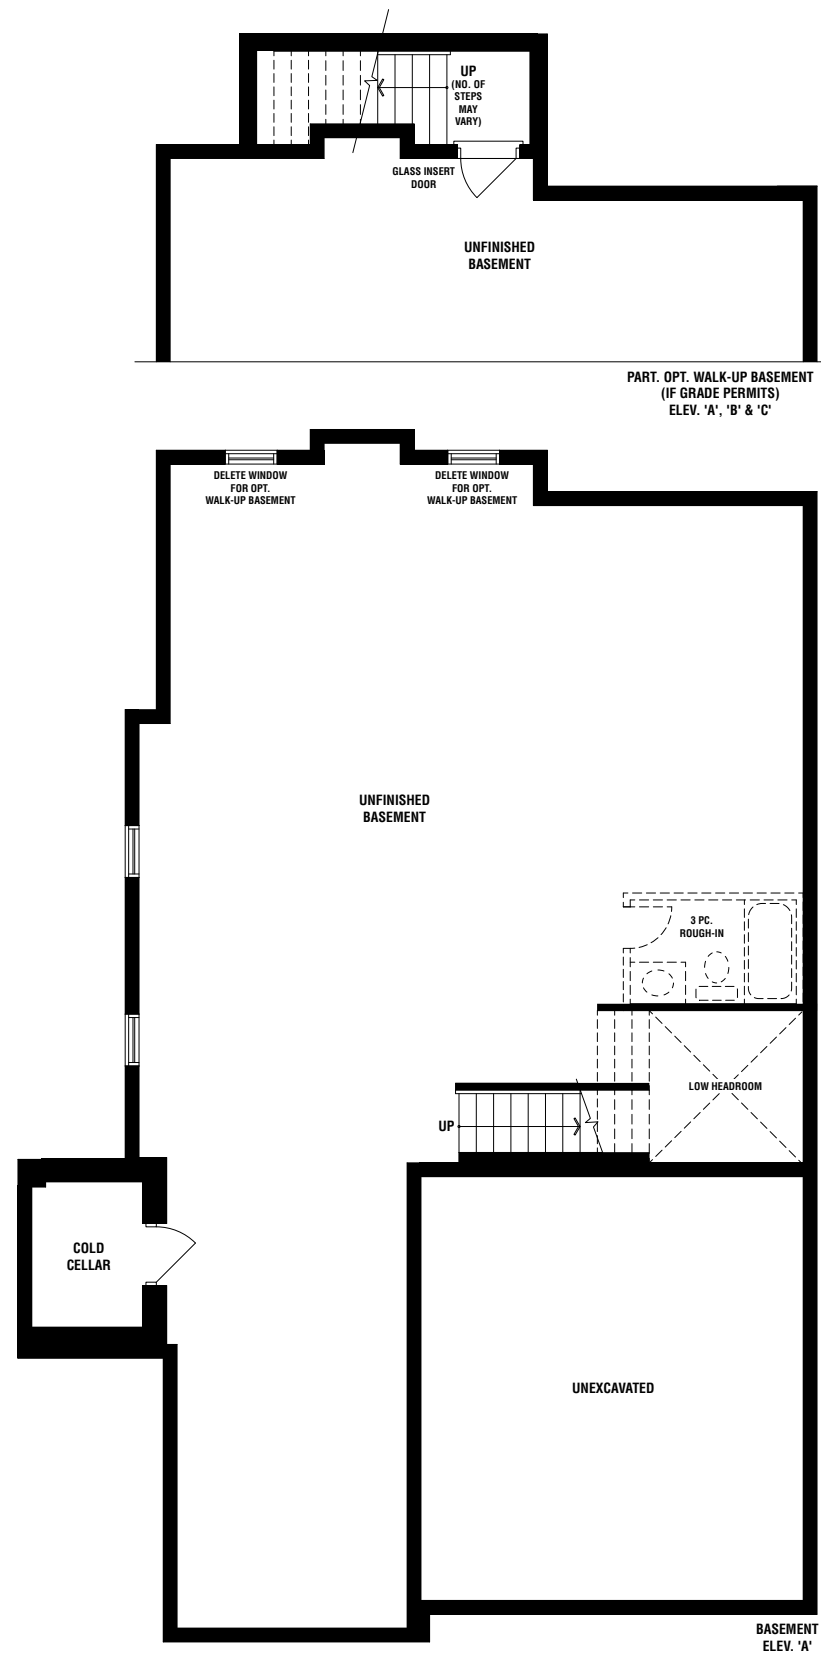 UP
(NO. OF
STEPS
MAY
VARY)
GLASS INSERT
DOOR
UNFINISHED
BASEMENT
PART. OPT. WALK-UP BASEMENT
(IF GRADE PERMITS)
ELEV. 'A', 'B' & 'C'
DELETE WINDOW
FOR OPT.
WALK-UP BASEMENT
DELETE WINDOW
FOR OPT.
WALK-UP BASEMENT
UNFINISHED
BASEMENT
3 PC.
ROUGH-IN
LOW HEADROOM
UP
COLD
CELLAR
UNEXCAVATED
BASEMENT
ELEV. 'A'